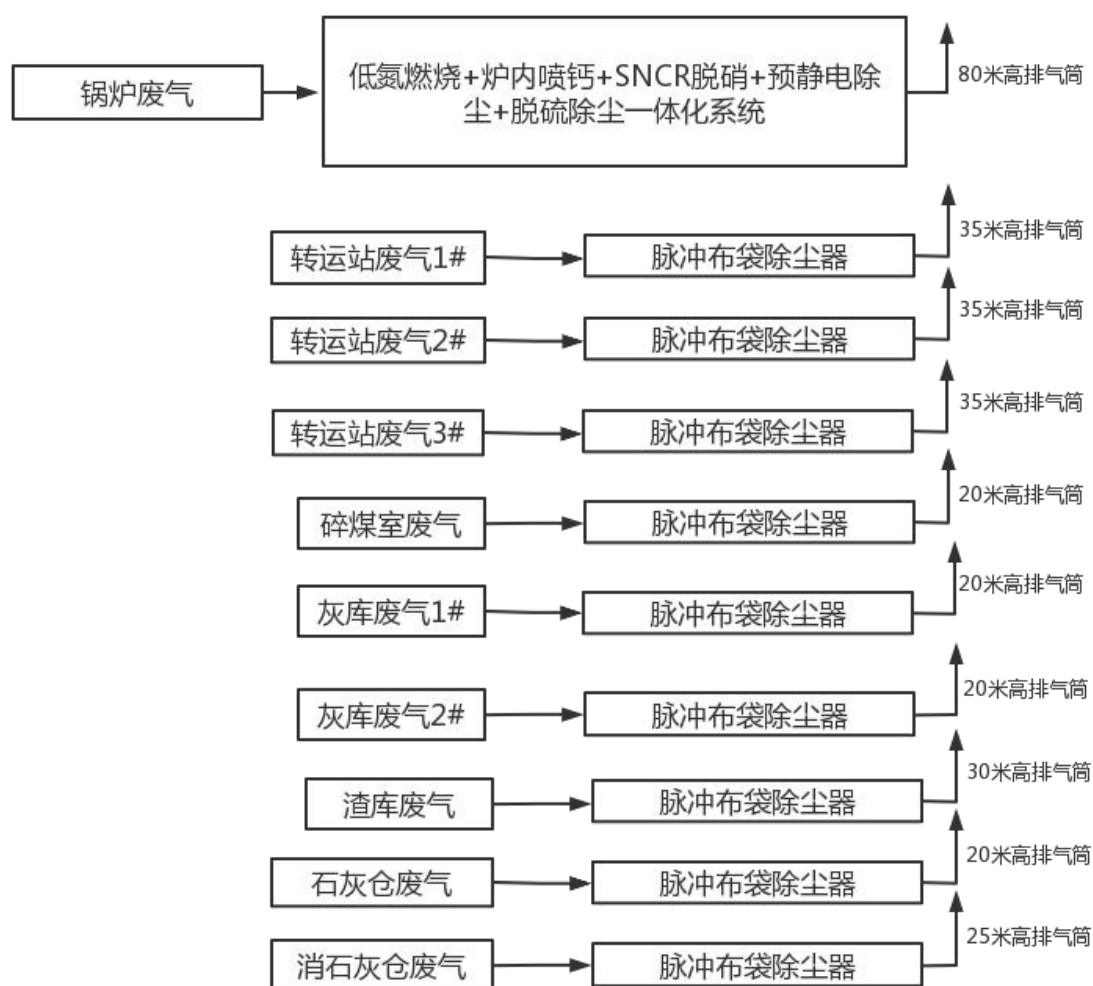 锅炉废气
低氮燃烧+炉内喷钙+SNCR脱硝+预静电除
尘+脱硫除尘一体化系统
80米高排气筒
转运站废气1#
脉冲布袋除尘器
35米高排气筒
转运站废气2#
脉冲布袋除尘器
35米高排气筒
转运站废气3#
脉冲布袋除尘器
35米高排气筒
碎煤室废气
脉冲布袋除尘器
20米高排气筒
灰库废气1#
脉冲布袋除尘器
20米高排气筒
灰库废气2#
脉冲布袋除尘器
20米高排气筒
渣库废气
脉冲布袋除尘器
30米高排气筒
石灰仓废气
脉冲布袋除尘器
20米高排气筒
消石灰仓废气
脉冲布袋除尘器
25米高排气筒